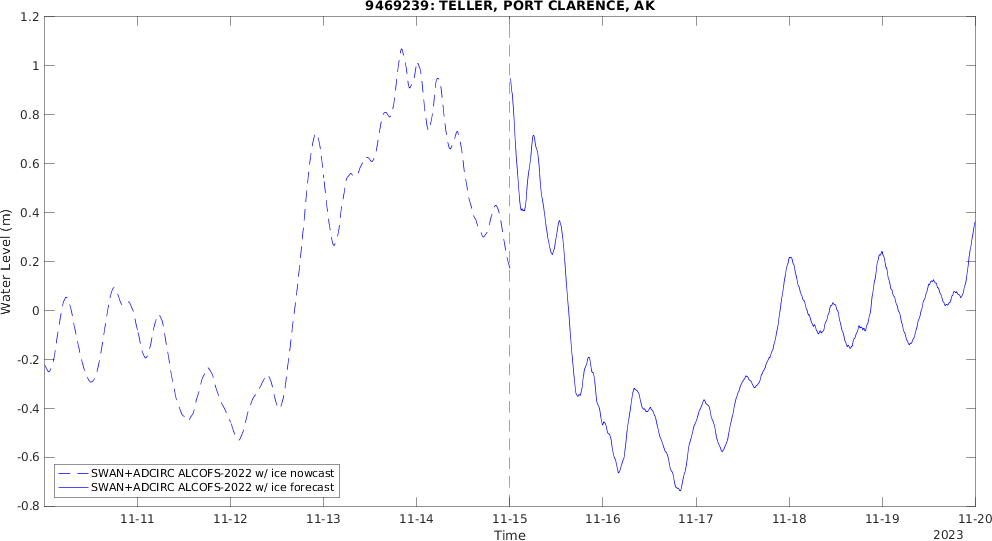 9469239: TELLER, PORT CLARENCE, AK
1.2
1
0.8
0.6
0.4
0.2
0
-0.2
-0.4
-0.6
-0.8
Water Level (m)
SWAN+ADCIRC ALCOFS-2022 w/ ice nowcast
SWAN+ADCIRC ALCOFS-2022 w/ ice forecast
11-11 11-12 11-13 11-14 11-15 11-16 11-17 11-18 11-19 11-20
Time
2023